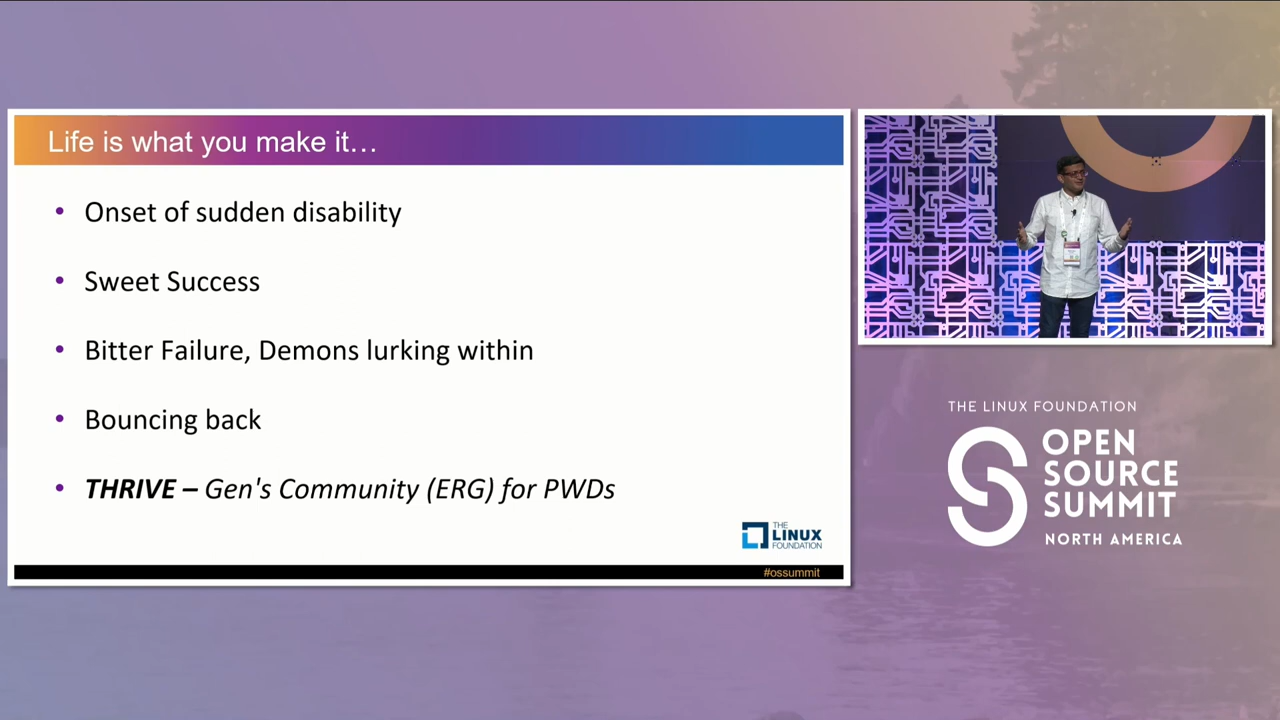 Life is what you make it…
• Onset of sudden disability
• Sweet Success
• Bitter Failure, Demons lurking within
• Bouncing back
• THRIVE – Gen's Community (ERG) for PWDs
THE
LINUX
FOUNDATION
#ossummit
THE LINUX FOUNDATION
OPEN
SOURCE
SUMMIT
NORTH AMERICA